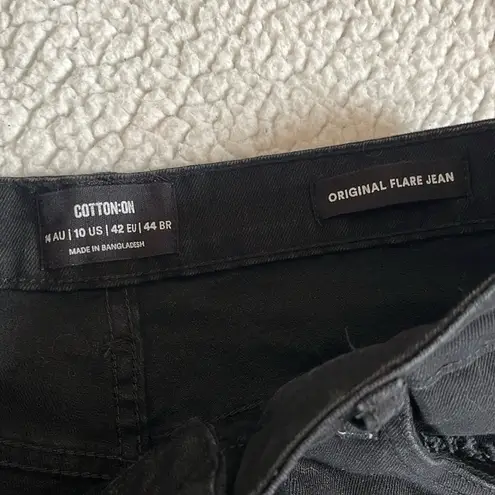 COTTON:ON
14 AU | 10 US | 42 EU | 44 BR
MADE IN BANGLADESH
ORIGINAL FLARE JEAN